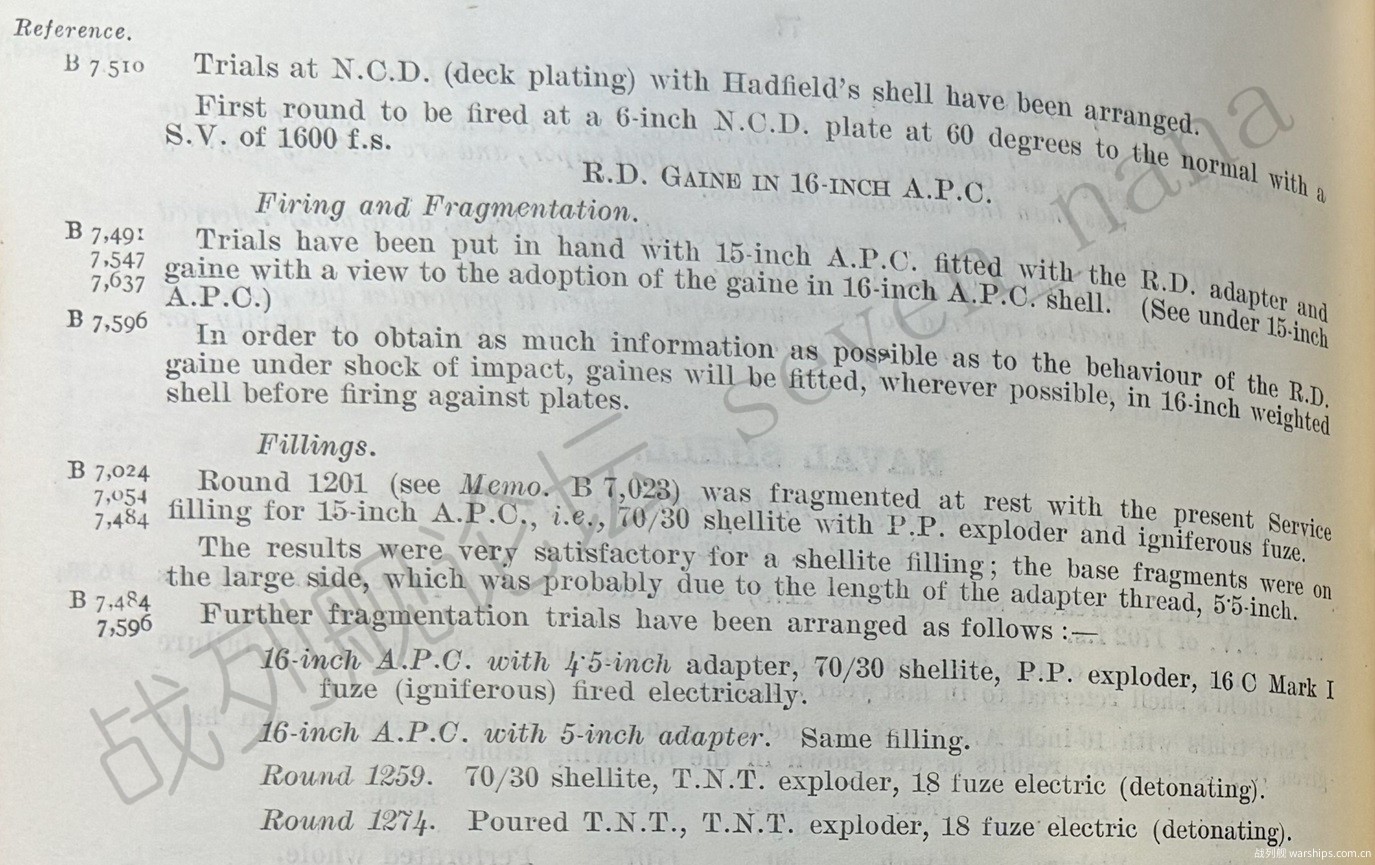 Reference.
B 7 510 Trials at N.C.D. (deck plating) with Hadfield's shell have been arranged.
First round to be fired at a 6-inch N.C.D. plate at 60 degrees to the normal with a
S.V. of 1600 f.s.
R.D. GAINE IN 16-INCH A.P.C.
Firing and Fragmentation.
B 7,491 Trials have been put in hand with 15-inch A.P.C. fitted with the R.D. adapter and
7,547 gaine with a view to the adoption of the gaine in 16-inch A.P.C. shell. (See under 15-inch
7,637 A.P.C.)
B 7,596 In order to obtain as much information as possible as to the behaviour of the R.D.
gaine under shock of impact, gaines will be fitted, wherever possible, in 16-inch weighted
shell before firing against plates.
Fillings.
B 7,024 Round 1201 (see Memo. B 7,023) was fragmented at rest with the present Service
7,054 filling for 15-inch A.P.C., i.e., 70/30 shellite with P.P. exploder and igniferous fuze.
7,484
The results were very satisfactory for a shellite filling; the base fragments were on
the large side, which was probably due to the length of the adapter thread, 5·5-inch.
B 7,484 Further fragmentation trials have been arranged as follows :—
7,596
16-inch A.P.C. with 4·5-inch adapter, 70/30 shellite, P.P. exploder, 16 C Mark I
fuze (igniferous) fired electrically.
16-inch A.P.C. with 5-inch adapter. Same filling.
Round 1259. 70/30 shellite, T.N.T. exploder, 18 fuze electric (detonating).
Round 1274. Poured T.N.T., T.N.T. exploder, 18 fuze electric (detonating).
战列舰论坛 seven_nana
战列舰 warships.com.cn